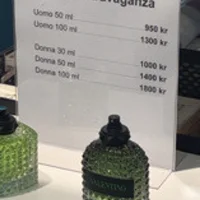 Uomo 50 ml 950 kr
Uomo 100 ml 1300 kr
Donna 30 ml 1000 kr
Donna 50 ml 1400 kr
Donna 100 ml 1800 kr
VALENTINO